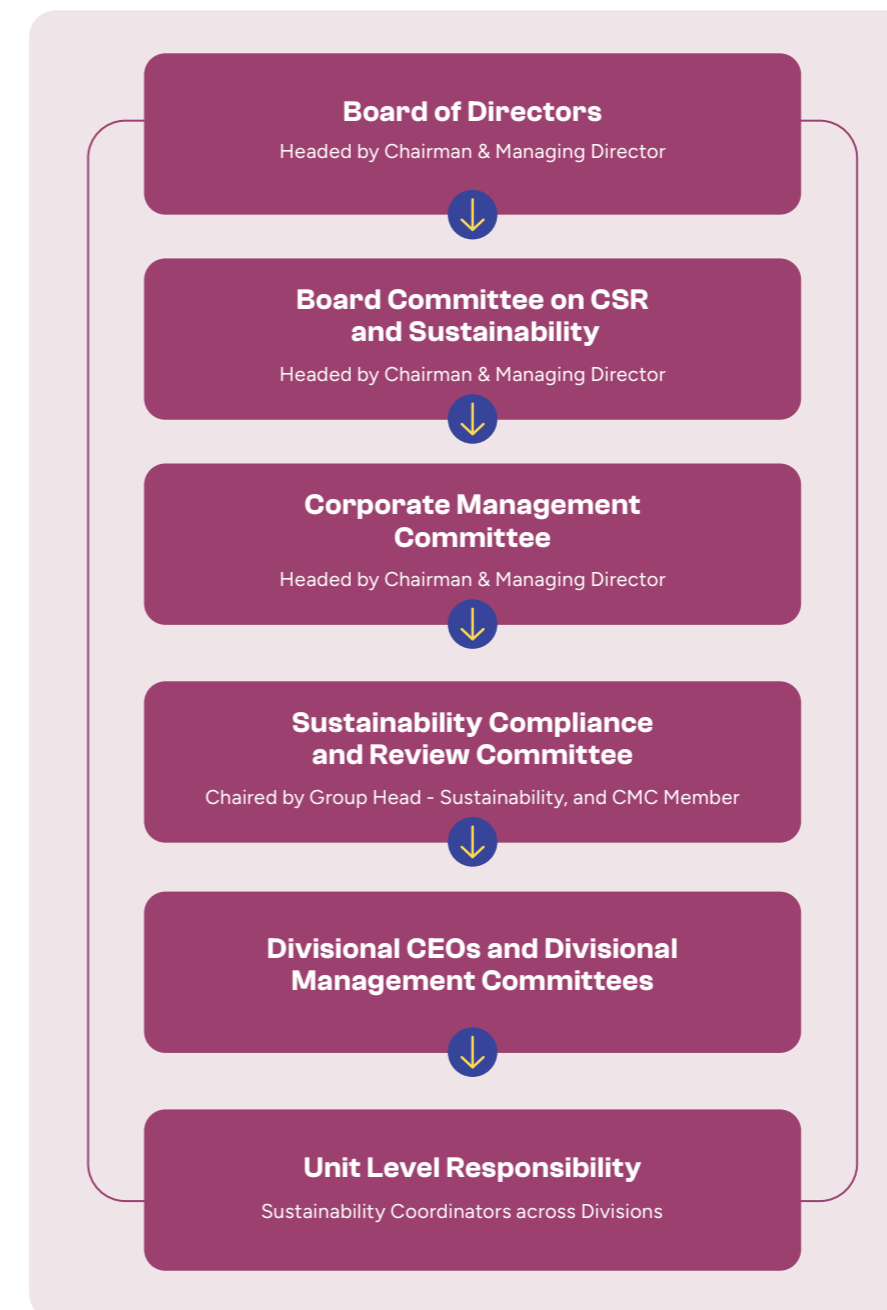 Board of Directors
Headed by Chairman & Managing Director
Board Committee on CSR
and Sustainability
Headed by Chairman & Managing Director
Corporate Management
Committee
Headed by Chairman & Managing Director
Sustainability Compliance
and Review Committee
Chaired by Group Head - Sustainability, and CMC Member
Divisional CEOs and Divisional
Management Committees
Unit Level Responsibility
Sustainability Coordinators across Divisions